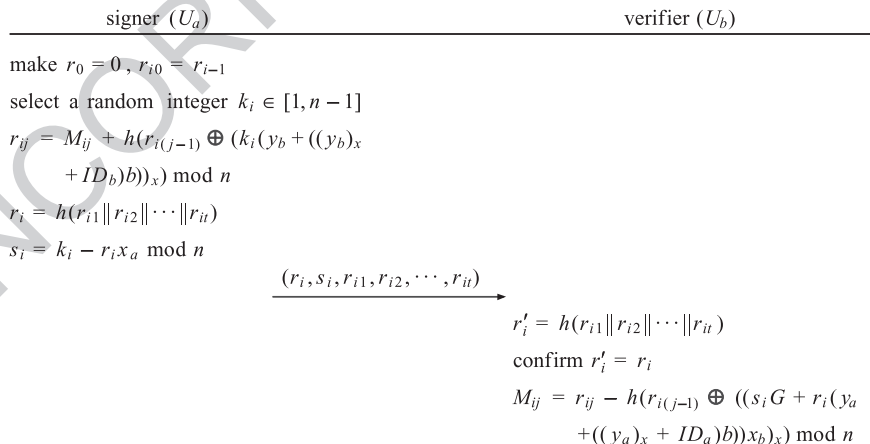 signer (U_a) verifier (U_b)
make r_0 = 0, r_{i0} = r_{i-1}
select a random integer k_i ∈ [1, n − 1]
r_{ij} = M_{ij} + h(r_{i(j−1)} ⊕ (k_i(y_b + ((y_b)_x
+ID_b)b))_x) mod n
r_i = h(r_{i1}‖r_{i2}‖⋯‖r_{it})
s_i = k_i − r_i x_a mod n
(r_i, s_i, r_{i1}, r_{i2}, ⋯, r_{it})
r′_i = h(r_{i1}‖r_{i2}‖⋯‖r_{it})
confirm r′_i = r_i
M_{ij} = r_{ij} − h(r_{i(j−1)} ⊕ ((s_iG + r_i(y_a
+((y_a)_x + ID_a)b))x_b)_x) mod n